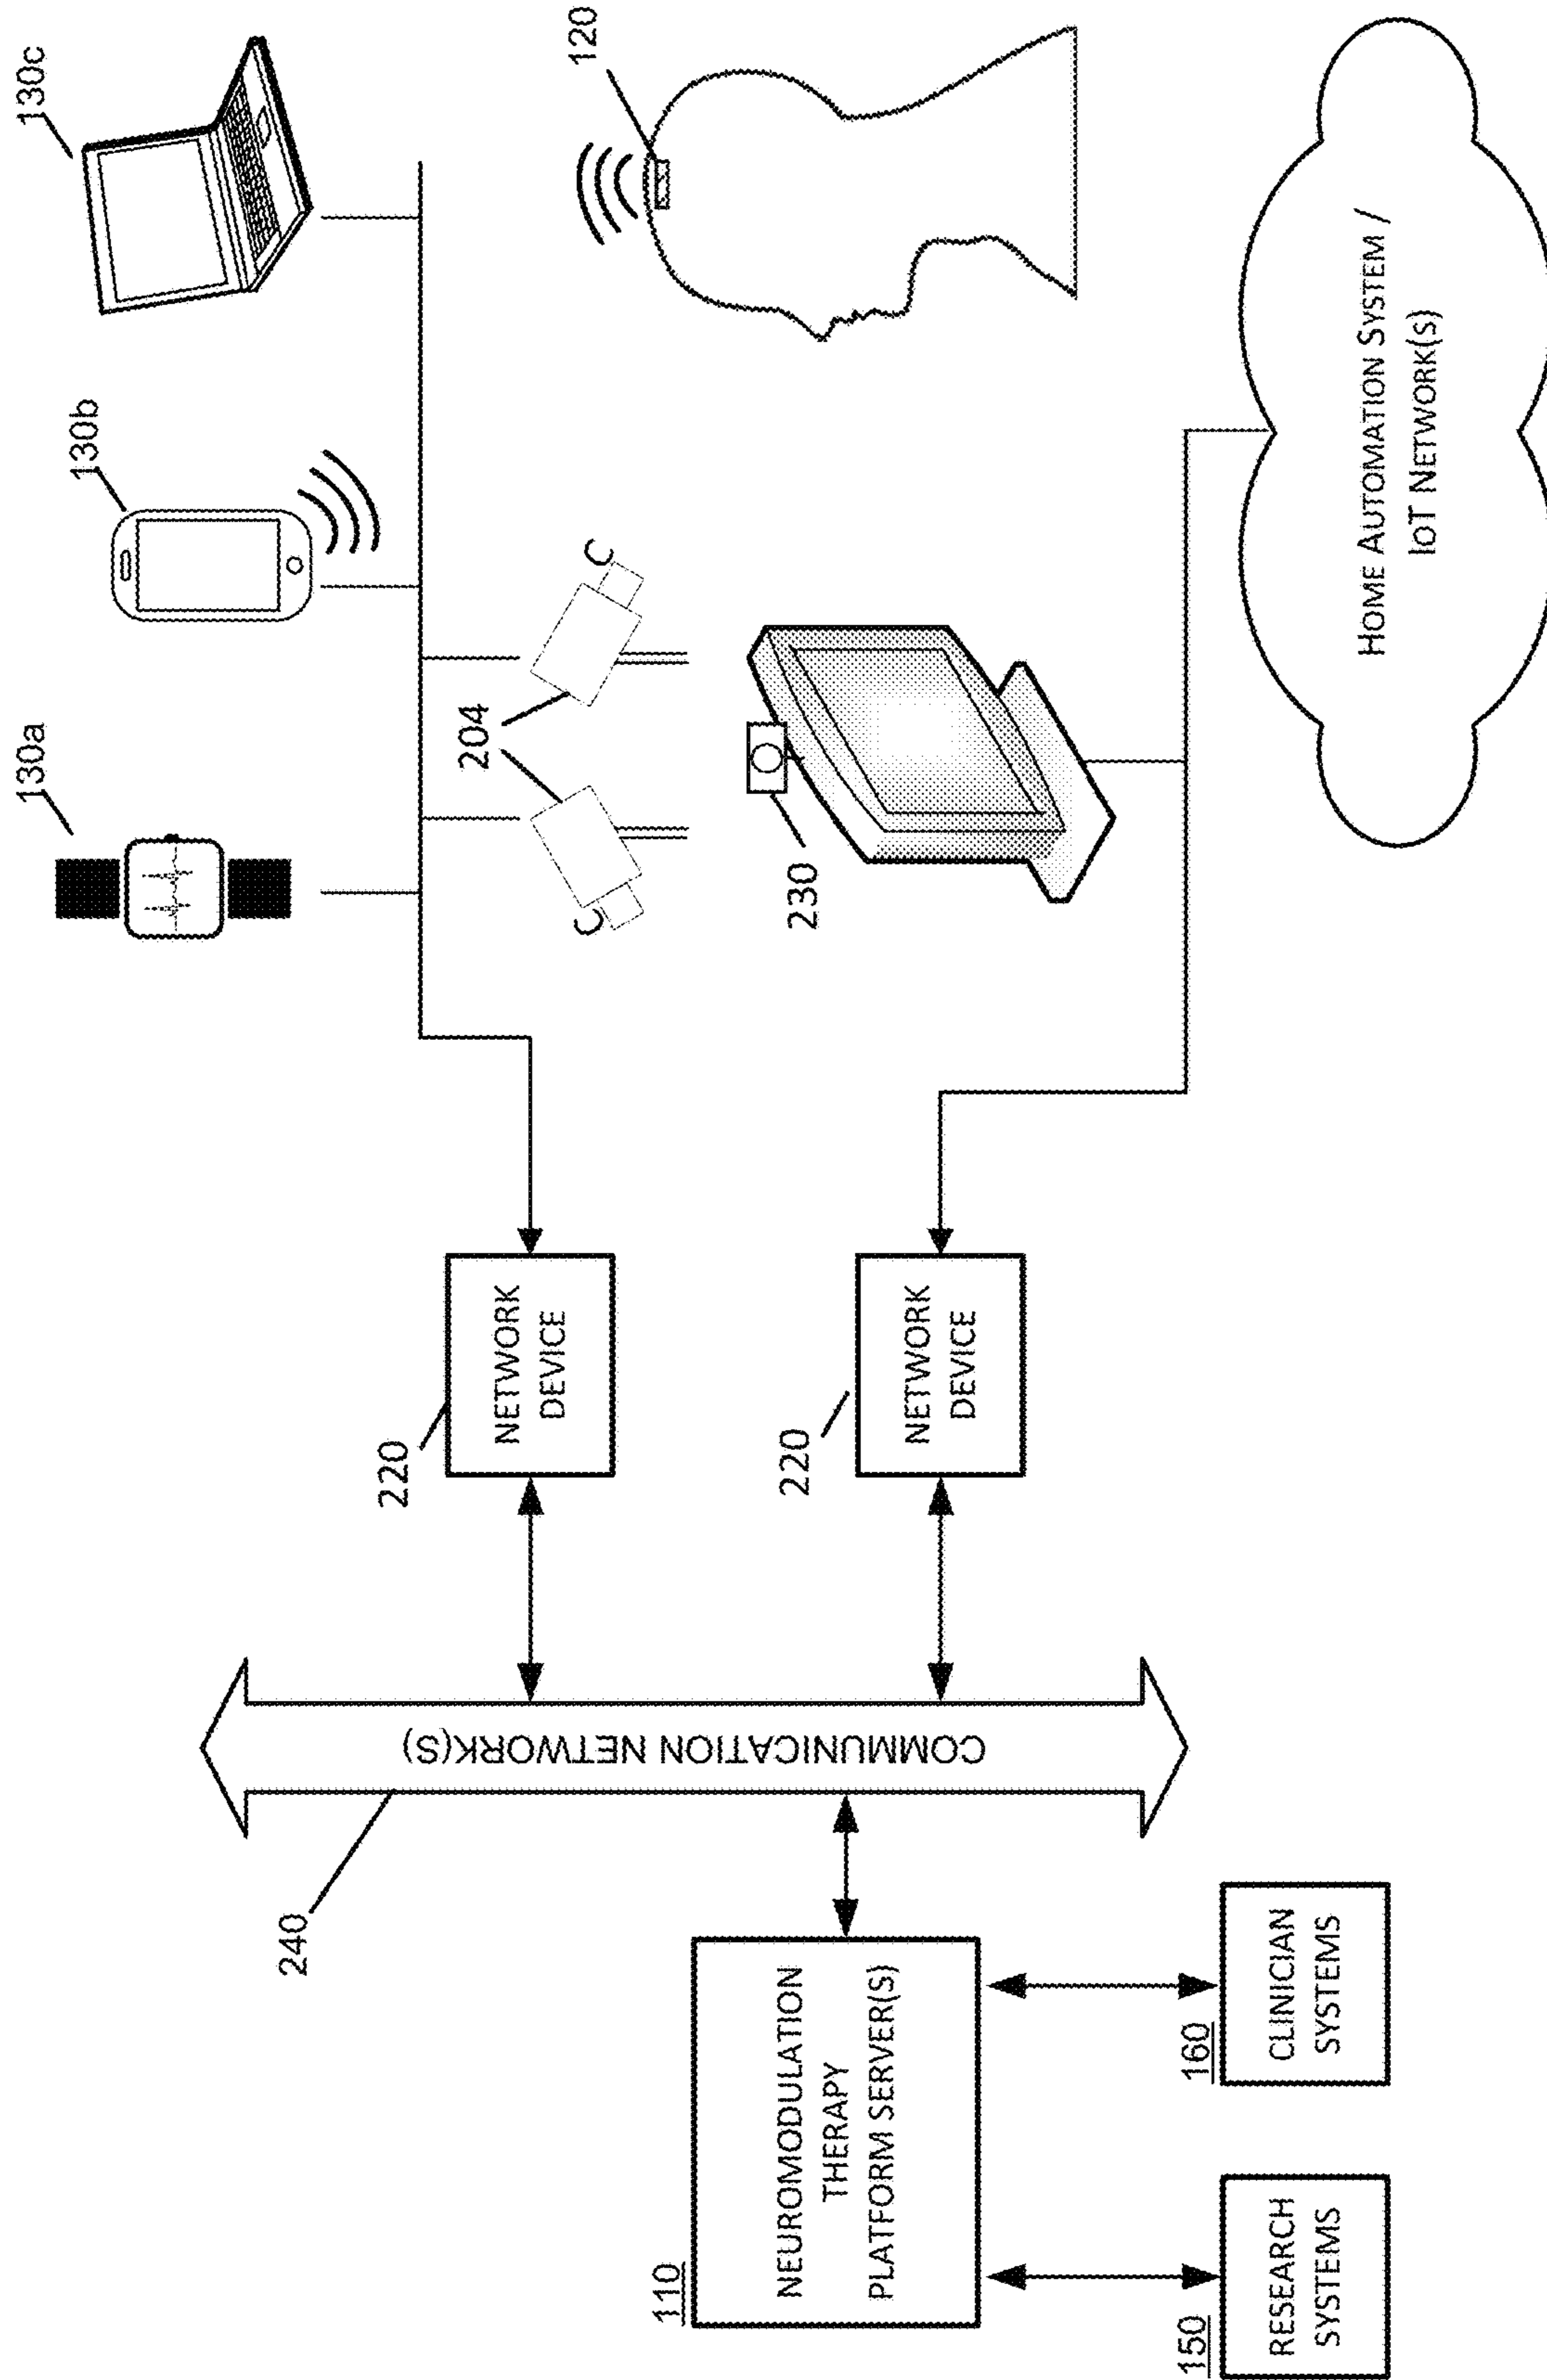 130a
130b
130c
204
120
230
220
NETWORK
DEVICE
220
NETWORK
DEVICE
240
COMMUNICATION NETWORK(S)
HOME AUTOMATION SYSTEM /
IOT NETWORK(S)
110
NEUROMODULATION
THERAPY
PLATFORM SERVER(S)
150
RESEARCH
SYSTEMS
160
CLINICIAN
SYSTEMS